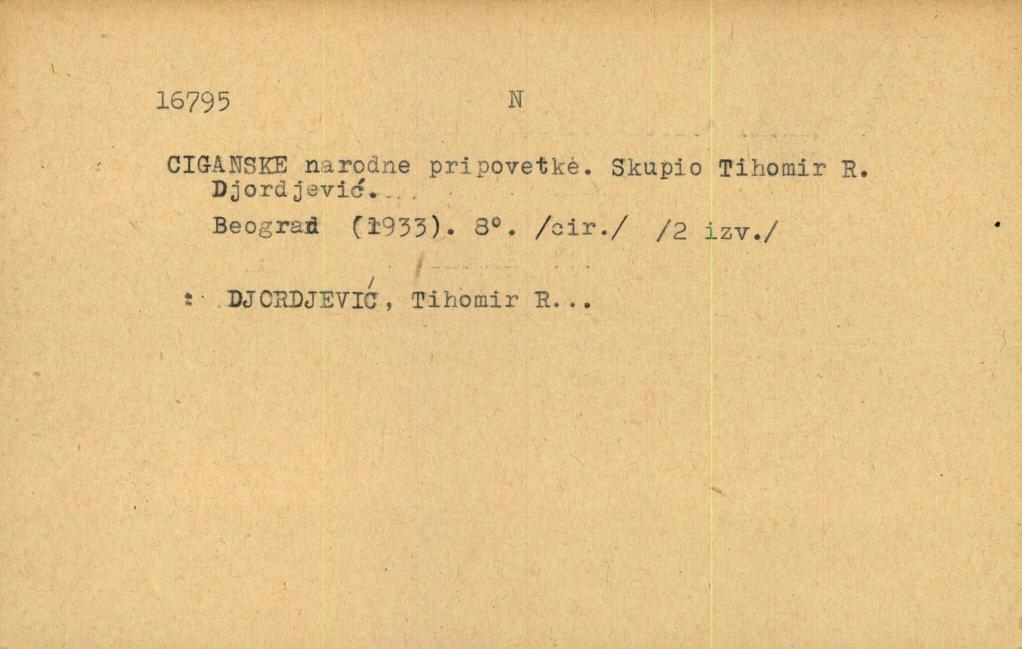 16795 N
CIGANSKE narodne pripovetke. Skupio Tihomir R.
Djordjević.
Beograd (1933). 8°. /cir./ /2 izv./
: DJORDJEVIĆ, Tihomir R...